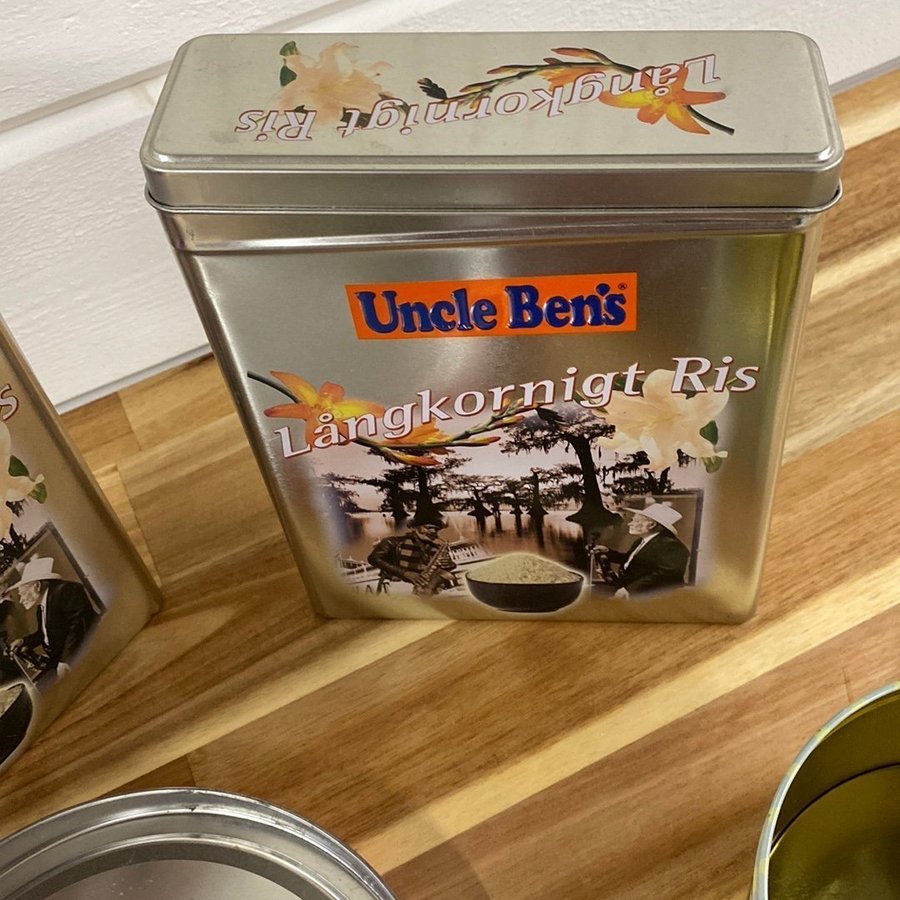 Långkornigt Ris
Uncle Ben's®
Långkornigt Ris
s